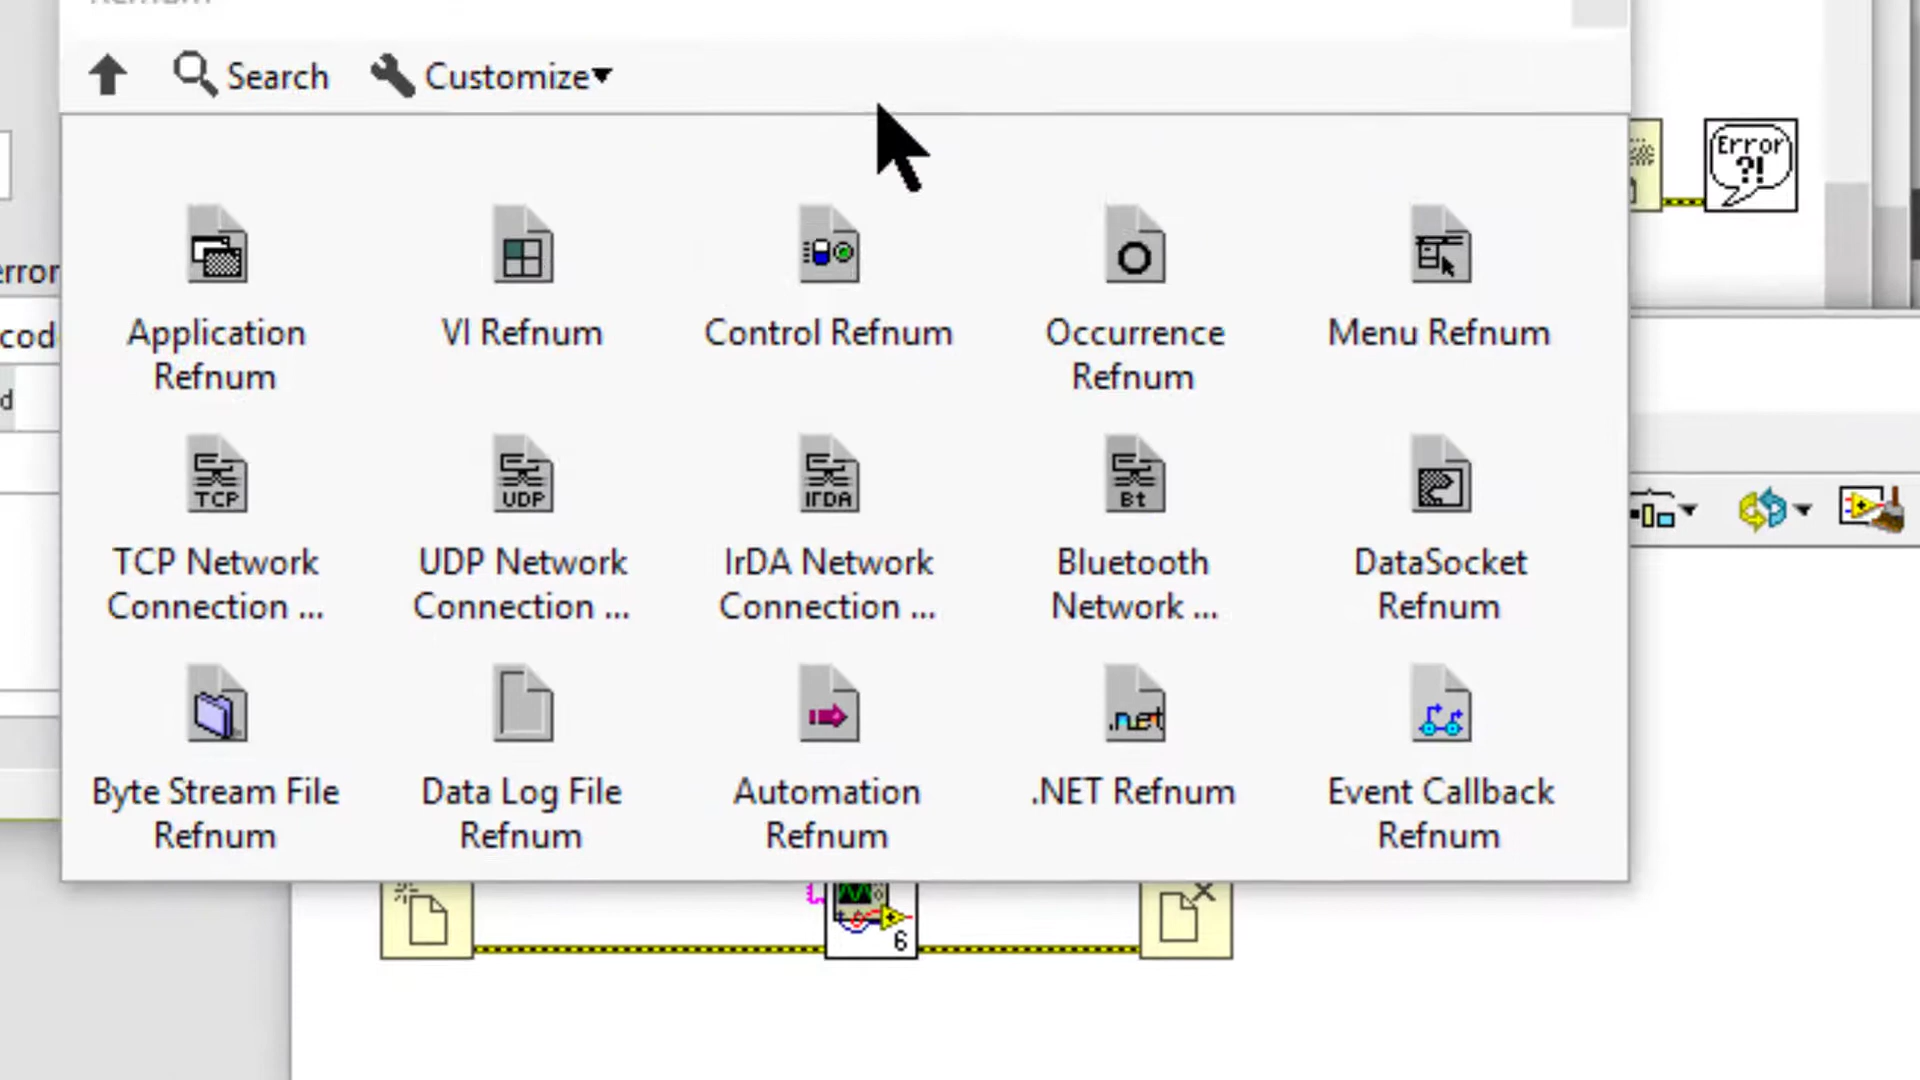 Search Customize
Error
?!
error
cod
d
Application
Refnum
VI Refnum
Control Refnum
Occurrence
Refnum
Menu Refnum
TCP
UDP
IrDA
Bt
TCP Network
Connection ...
UDP Network
Connection ...
IrDA Network
Connection ...
Bluetooth
Network ...
DataSocket
Refnum
.net
Byte Stream File
Refnum
Data Log File
Refnum
Automation
Refnum
.NET Refnum
Event Callback
Refnum
6